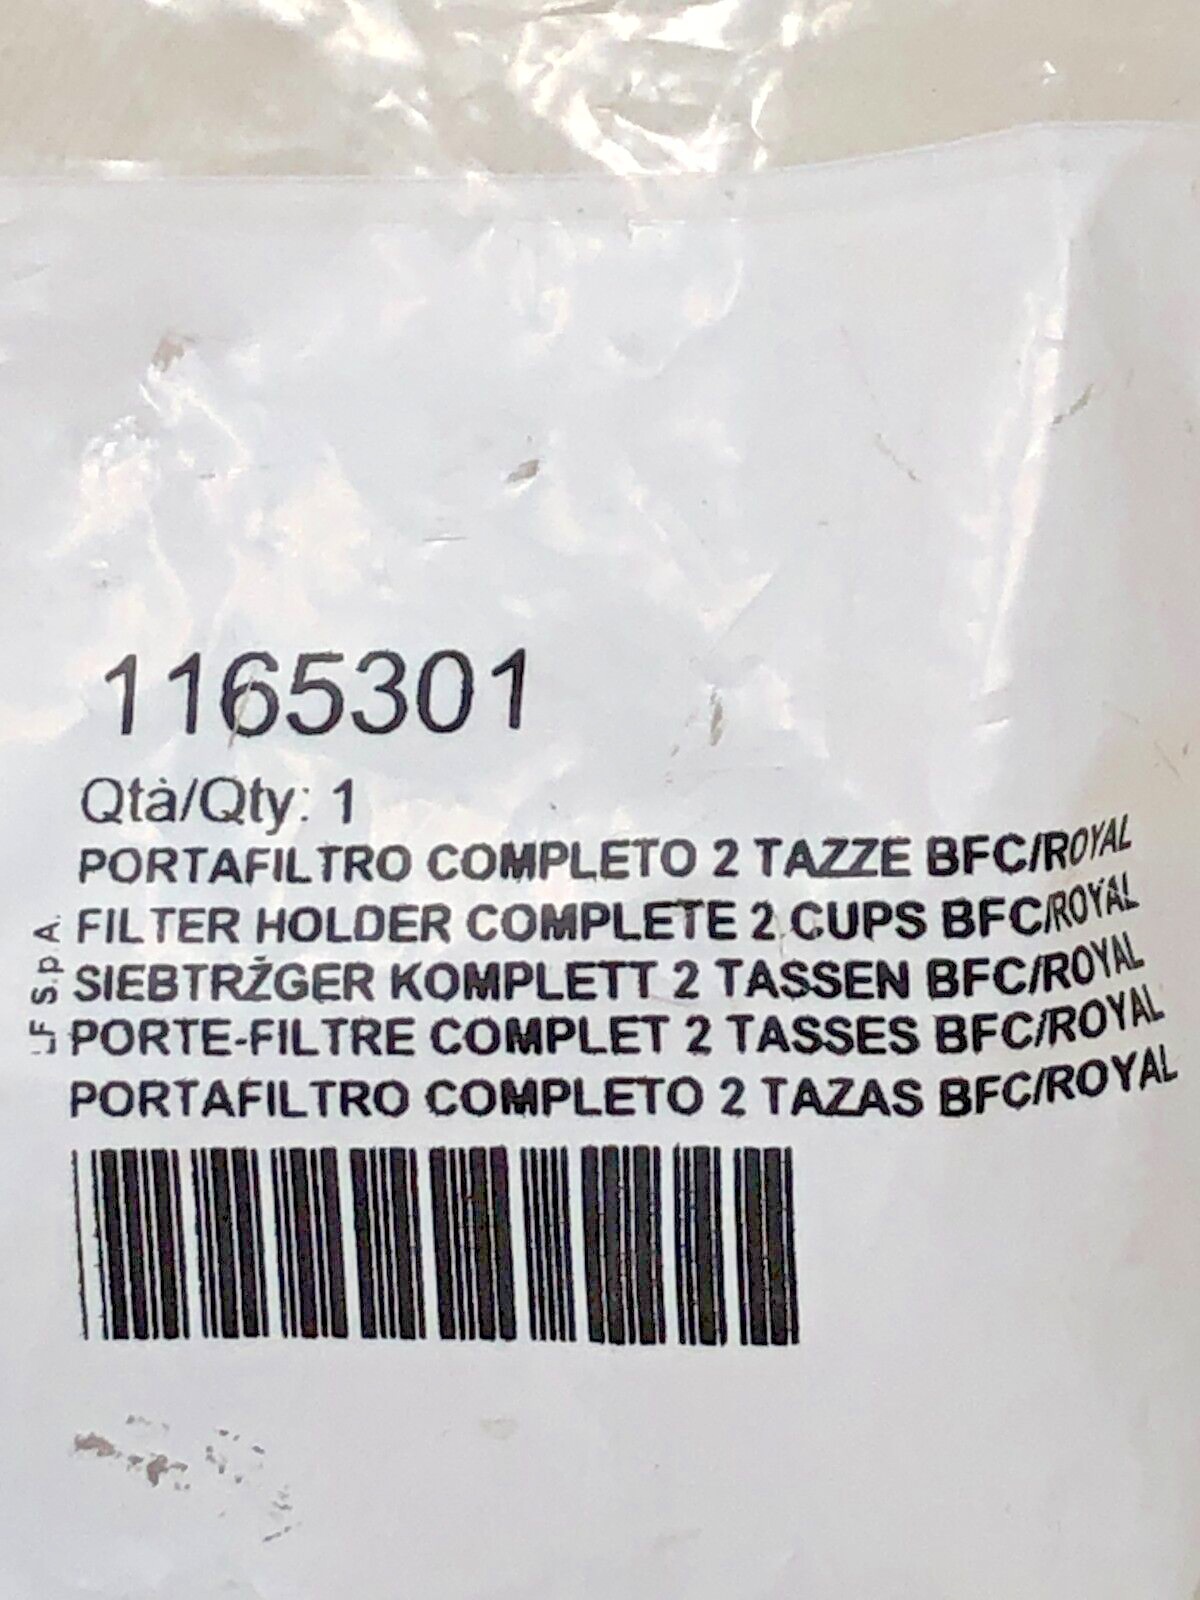 1165301
Qtà/Qty: 1
PORTAFILTRO COMPLETO 2 TAZZE BFC/ROYAL
FILTER HOLDER COMPLETE 2 CUPS BFC/ROYAL
SIEBTRŽGER KOMPLETT 2 TASSEN BFC/ROYAL
PORTE-FILTRE COMPLET 2 TASSES BFC/ROYAL
PORTAFILTRO COMPLETO 2 TAZAS BFC/ROYAL
LF S.p.A.